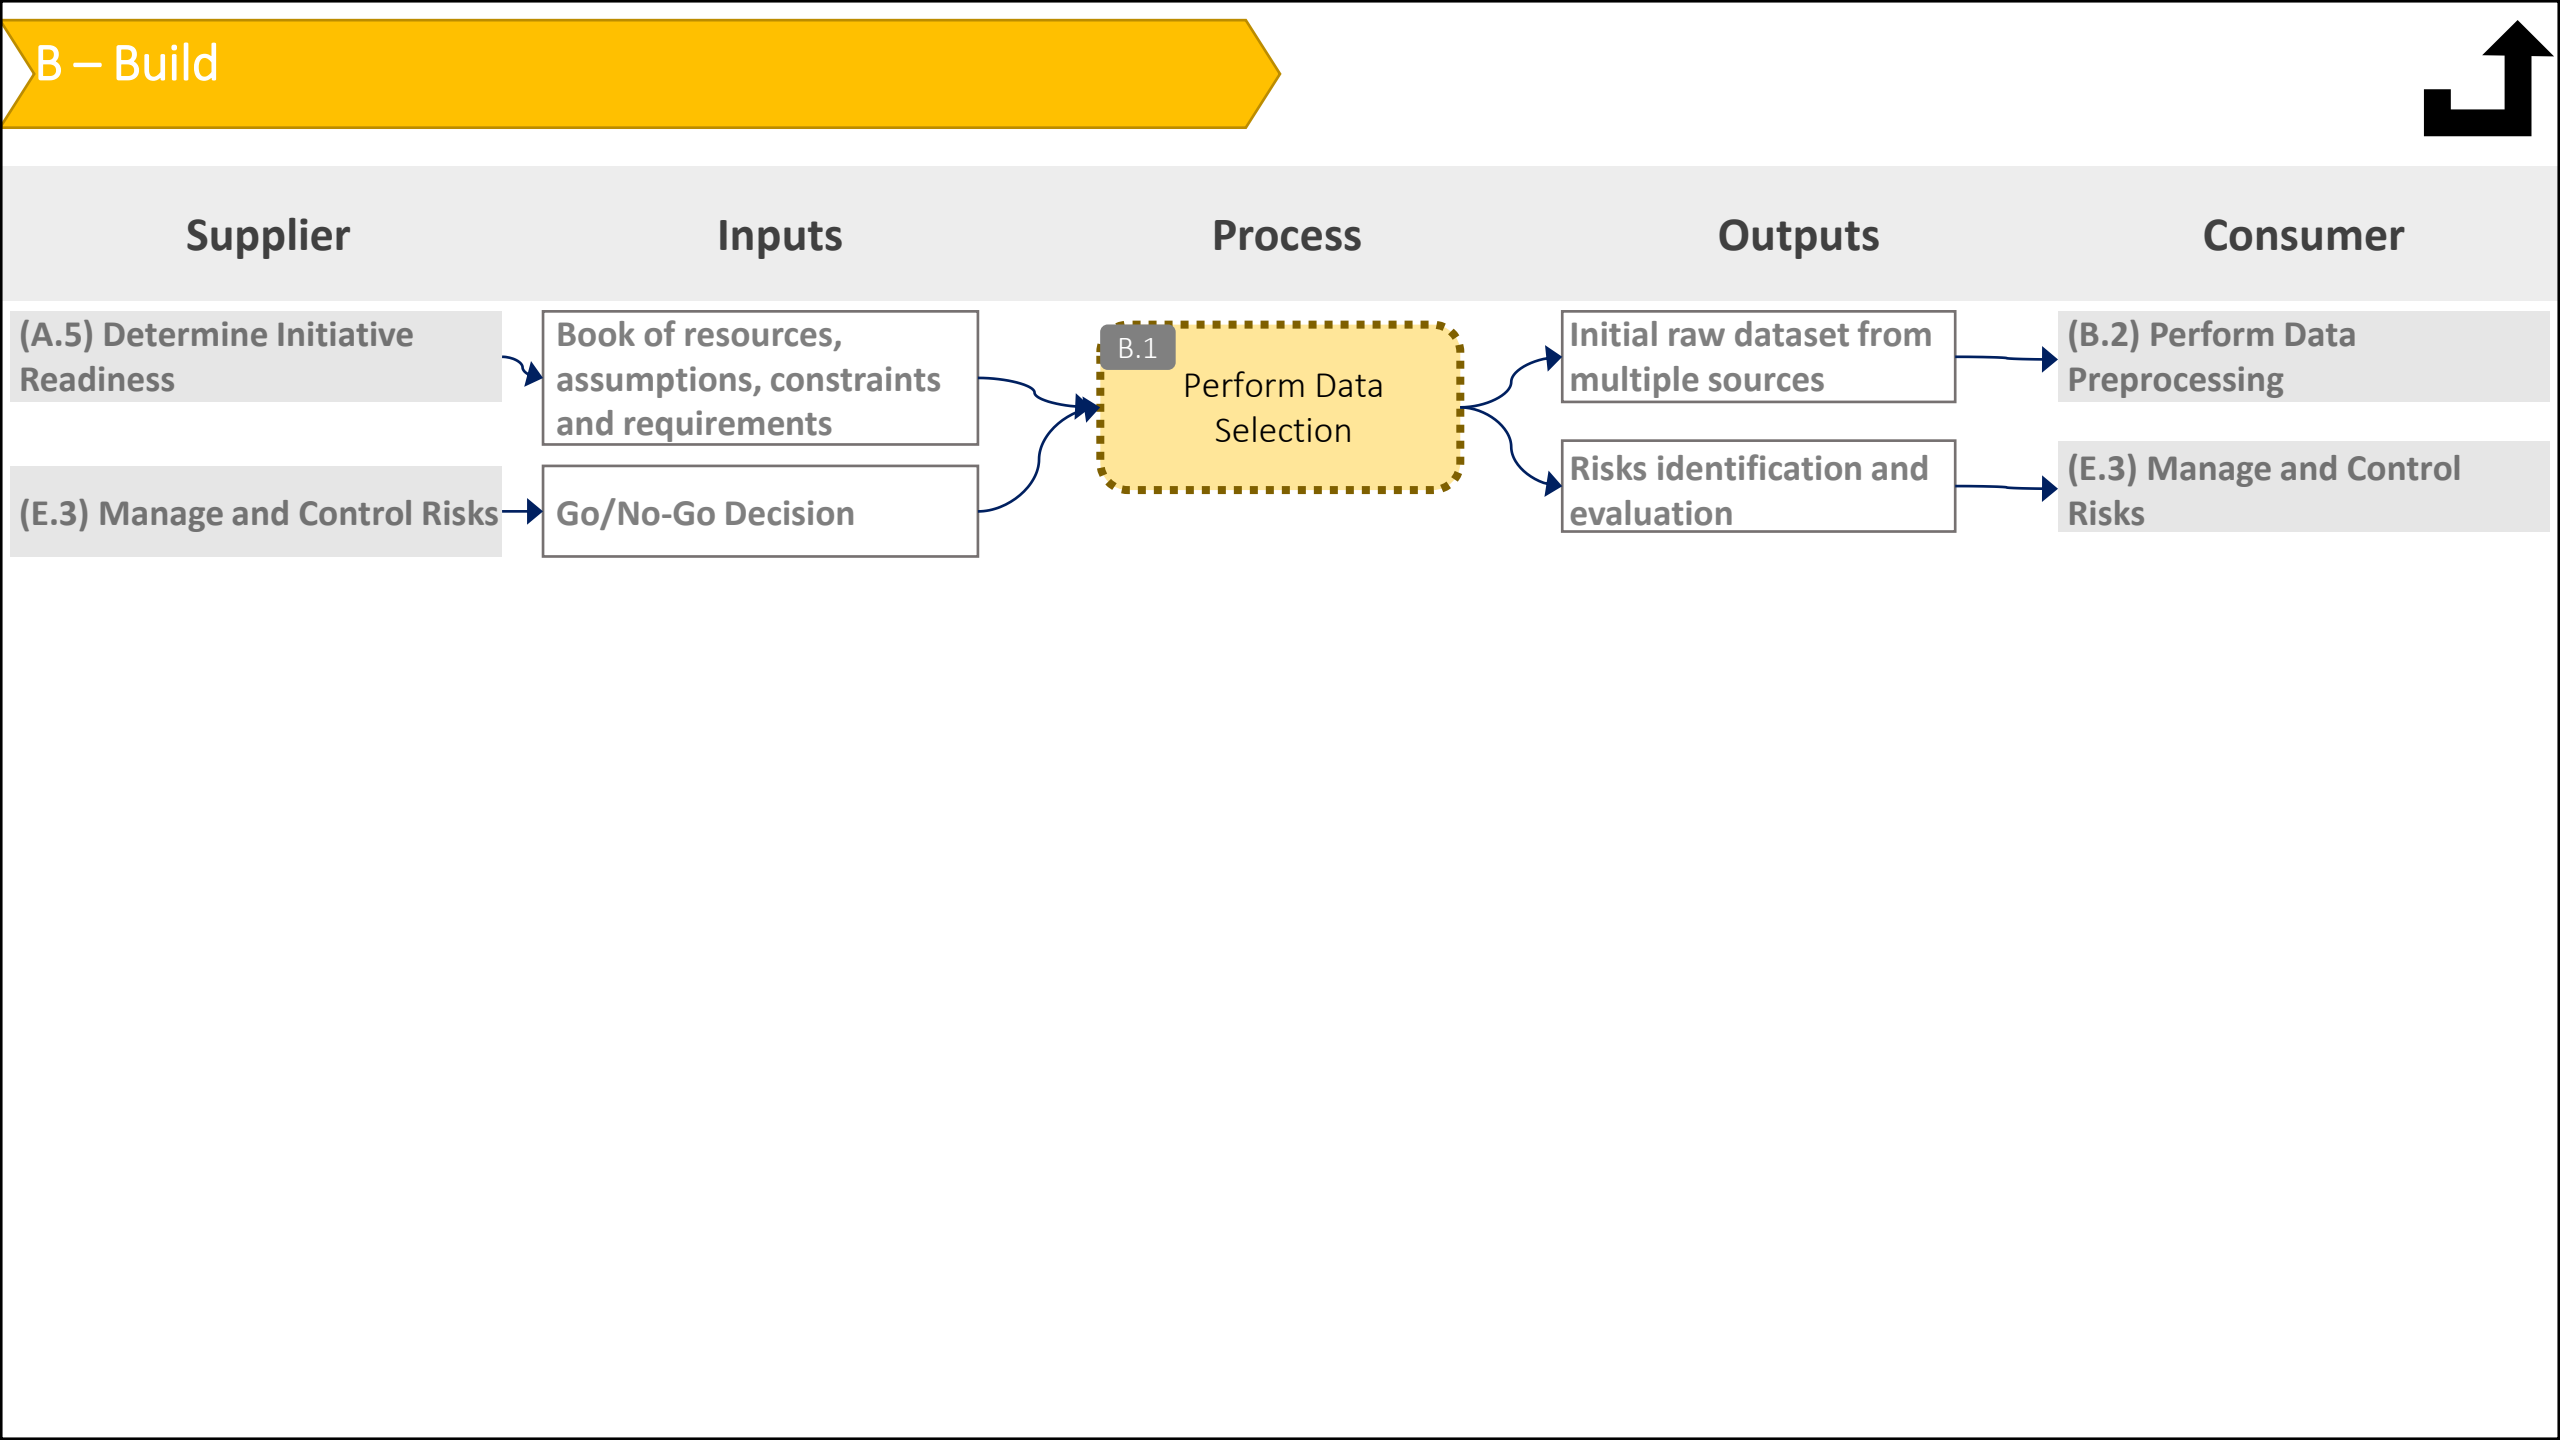 B – Build
Supplier
Inputs
Process
Outputs
Consumer
(A.5) Determine Initiative
Readiness
Book of resources,
assumptions, constraints
and requirements
B.1
Perform Data
Selection
Initial raw dataset from
multiple sources
(B.2) Perform Data
Preprocessing
(E.3) Manage and Control Risks
Go/No-Go Decision
Risks identification and
evaluation
(E.3) Manage and Control
Risks